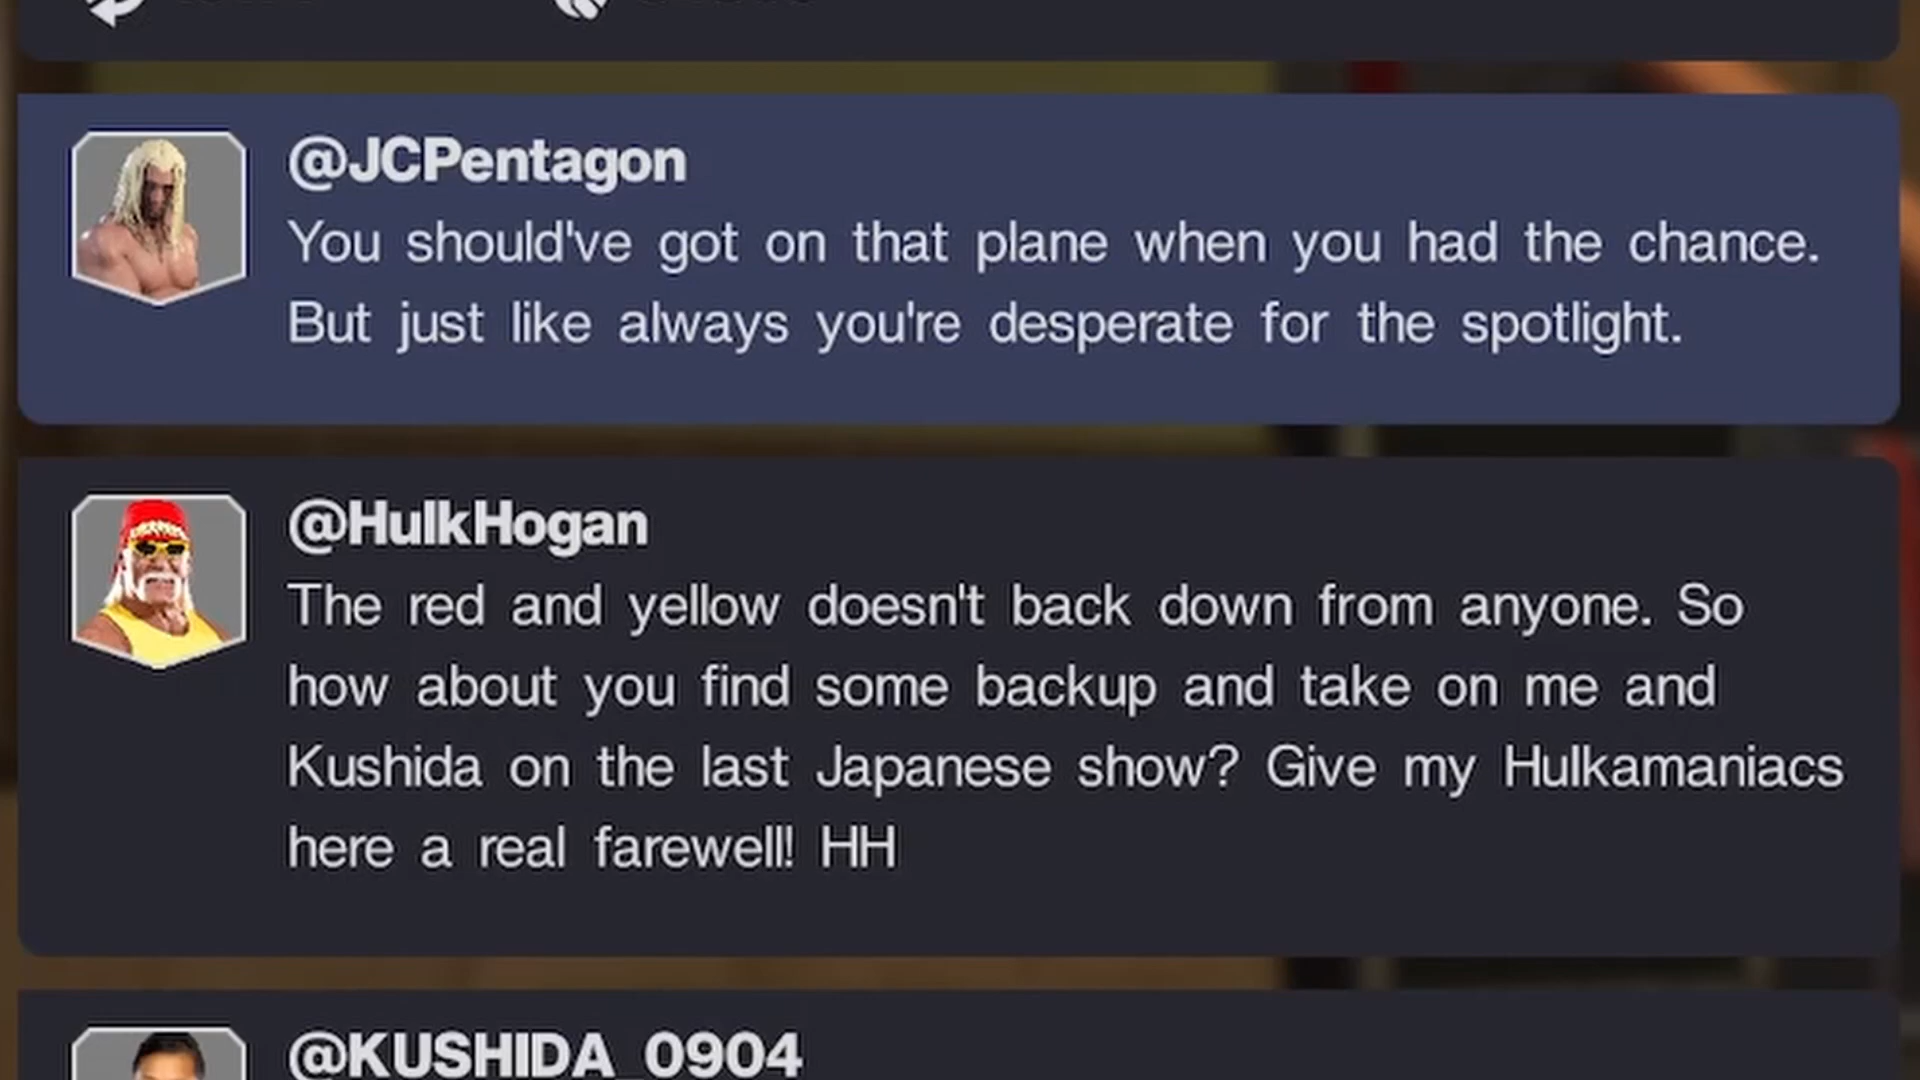 @JCPentagon
You should've got on that plane when you had the chance.
But just like always you're desperate for the spotlight.
@HulkHogan
The red and yellow doesn't back down from anyone. So
how about you find some backup and take on me and
Kushida on the last Japanese show? Give my Hulkamaniacs
here a real farewell! HH
@KUSHIDA_0904